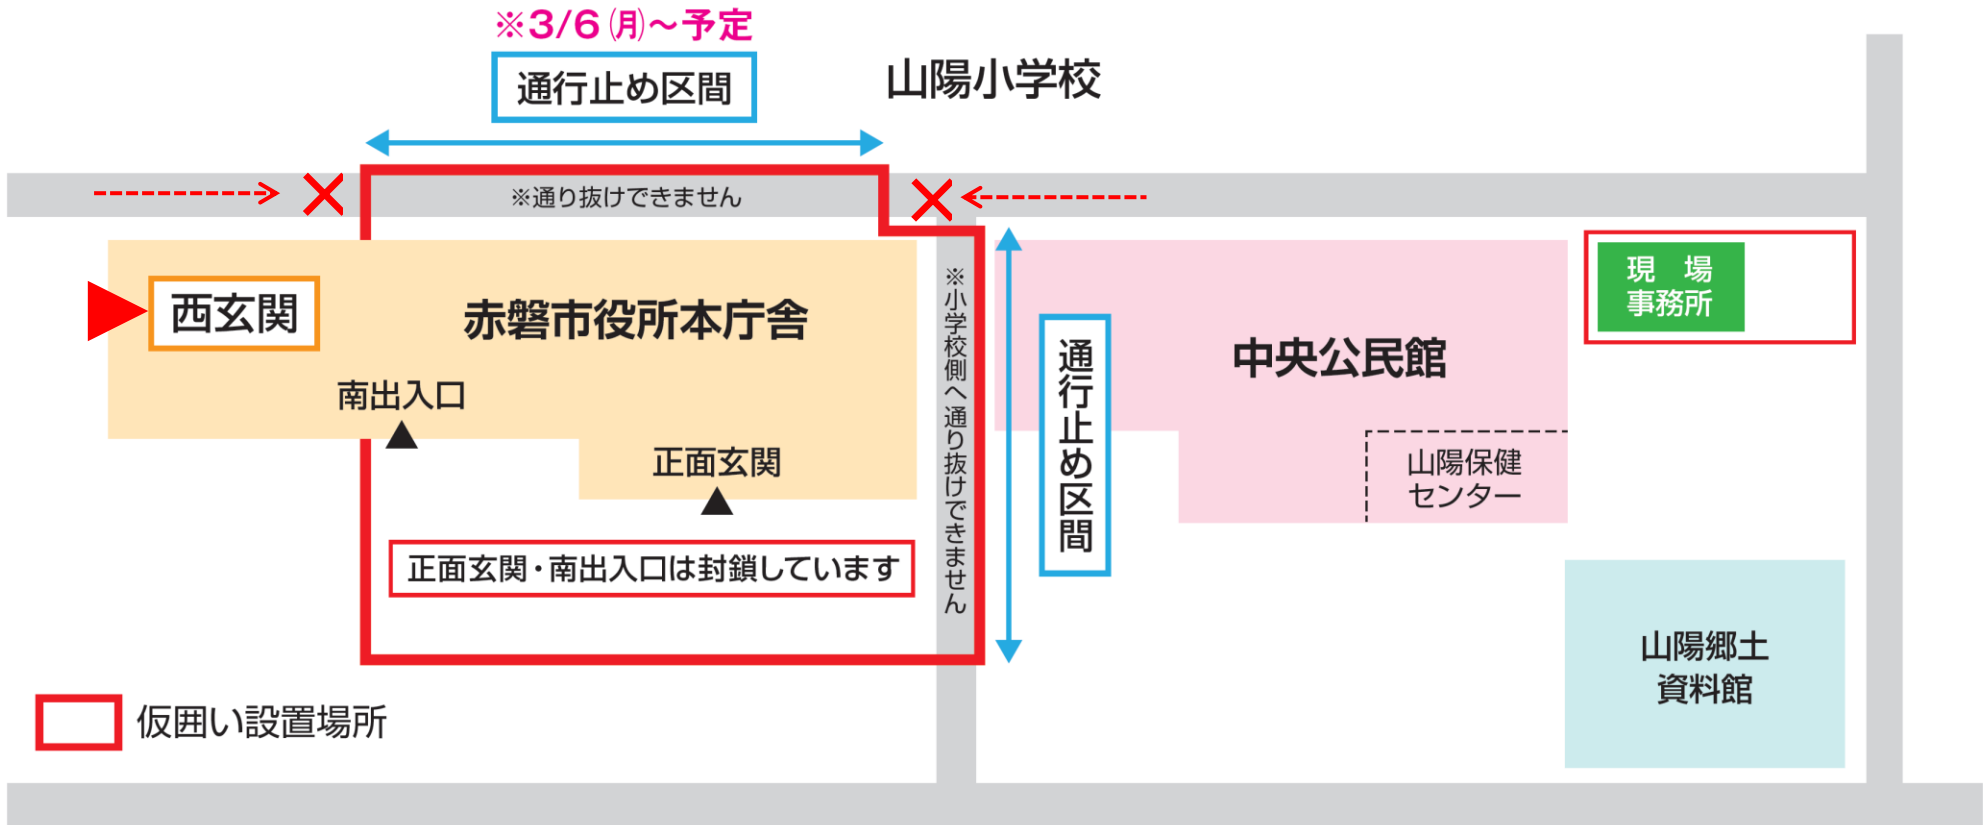 ※3/6(月)～予定
通行止め区間
山陽小学校
※通り抜けできません
西玄関
赤磐市役所本庁舎
南出入口
正面玄関
正面玄関・南出入口は封鎖しています
※小学校側へ通り抜けできません
通行止め区間
中央公民館
山陽保健
センター
現　場
事務所
山陽郷土
資料館
仮囲い設置場所